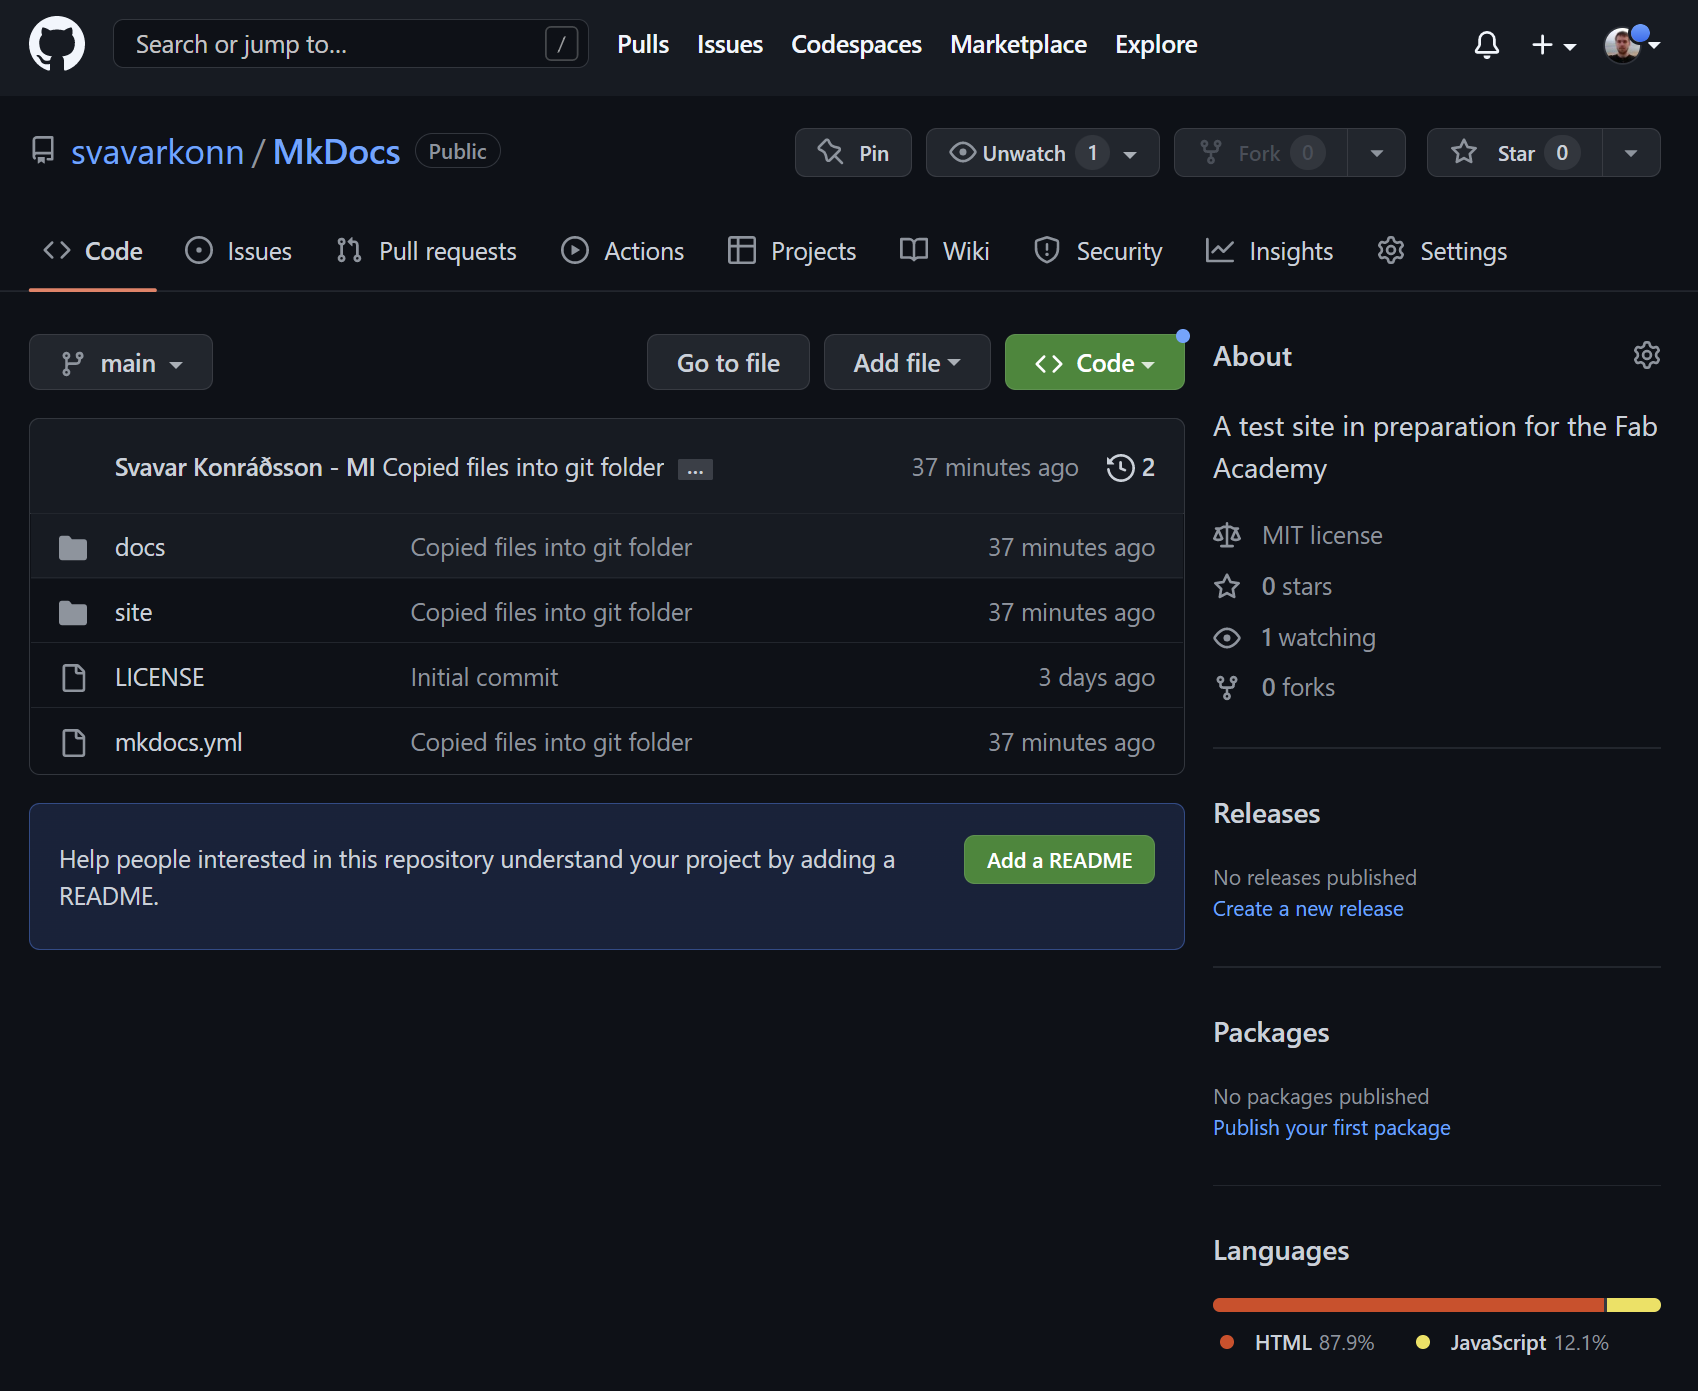 Search or jump to... / Pulls Issues Codespaces Marketplace Explore
svavarkonn / MkDocs Public Pin Unwatch 1 Fork 0 Star 0
Code Issues Pull requests Actions Projects Wiki Security Insights Settings
main Go to file Add file Code
Svavar Konráðsson - MI Copied files into git folder ... 37 minutes ago 2
docs Copied files into git folder 37 minutes ago
site Copied files into git folder 37 minutes ago
LICENSE Initial commit 3 days ago
mkdocs.yml Copied files into git folder 37 minutes ago
Help people interested in this repository understand your project by adding a
README.
Add a README
About
A test site in preparation for the Fab
Academy
MIT license
0 stars
1 watching
0 forks
Releases
No releases published
Create a new release
Packages
No packages published
Publish your first package
Languages
HTML 87.9% JavaScript 12.1%